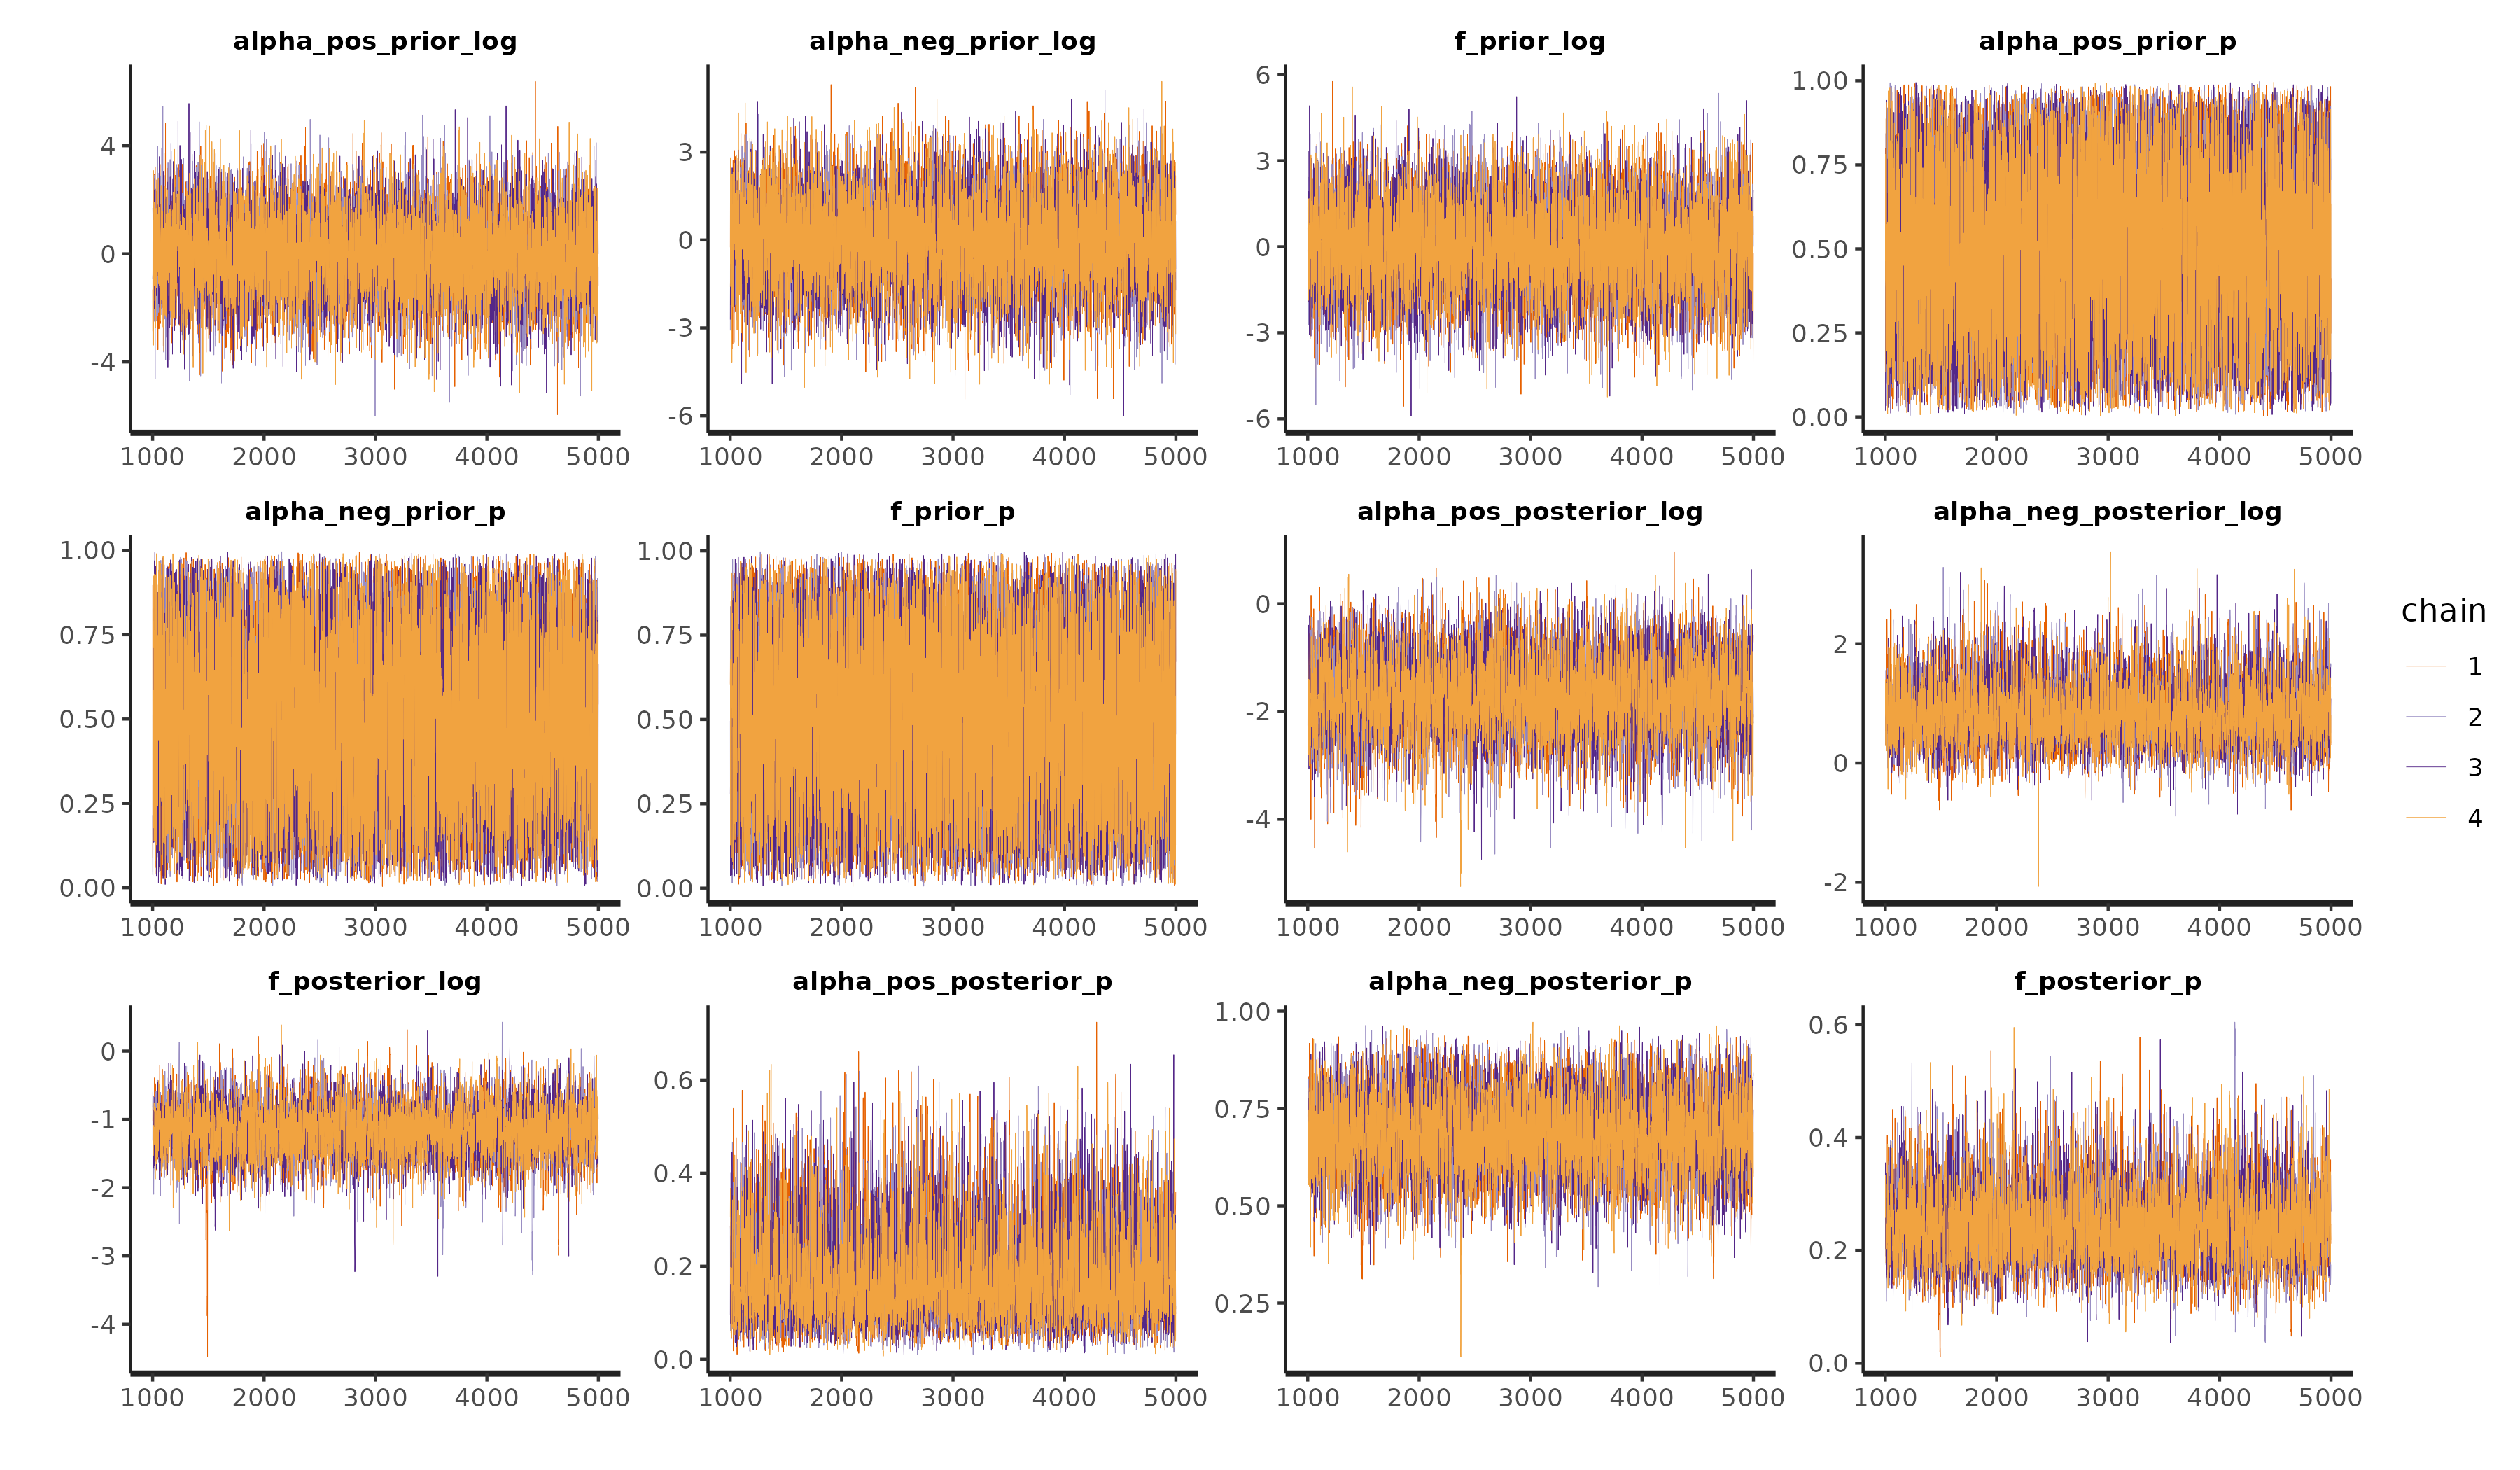 alpha_pos_prior_log
alpha_neg_prior_log
f_prior_log
alpha_pos_prior_p
4
0
-4
1000 2000 3000 4000 5000
3
0
-3
-6
1000 2000 3000 4000 5000
6
3
0
-3
-6
1000 2000 3000 4000 5000
1.00
0.75
0.50
0.25
0.00
1000 2000 3000 4000 5000
alpha_neg_prior_p
f_prior_p
alpha_pos_posterior_log
alpha_neg_posterior_log
1.00
0.75
0.50
0.25
0.00
1000 2000 3000 4000 5000
1.00
0.75
0.50
0.25
0.00
1000 2000 3000 4000 5000
0
-2
-4
1000 2000 3000 4000 5000
2
0
-2
1000 2000 3000 4000 5000
chain
1
2
3
4
f_posterior_log
alpha_pos_posterior_p
alpha_neg_posterior_p
f_posterior_p
0
-1
-2
-3
-4
1000 2000 3000 4000 5000
0.6
0.4
0.2
0.0
1000 2000 3000 4000 5000
1.00
0.75
0.50
0.25
1000 2000 3000 4000 5000
0.6
0.4
0.2
0.0
1000 2000 3000 4000 5000